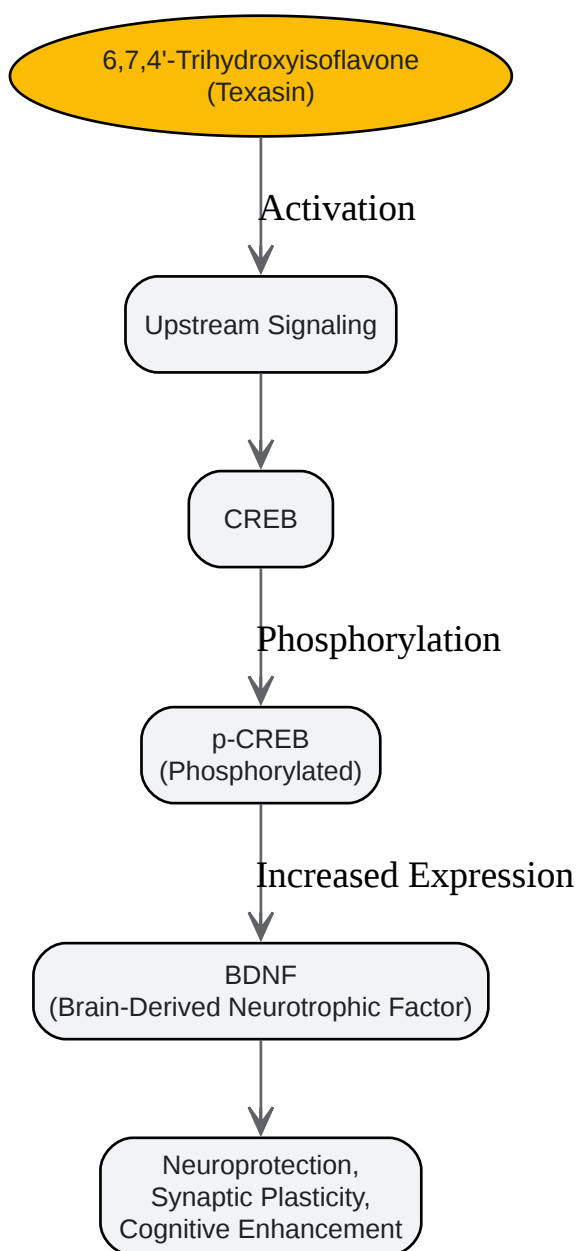 6,7,4'-Trihydroxyisoflavone
(Texasin)
Activation
Upstream Signaling
CREB
Phosphorylation
p-CREB
(Phosphorylated)
Increased Expression
BDNF
(Brain-Derived Neurotrophic Factor)
Neuroprotection,
Synaptic Plasticity,
Cognitive Enhancement